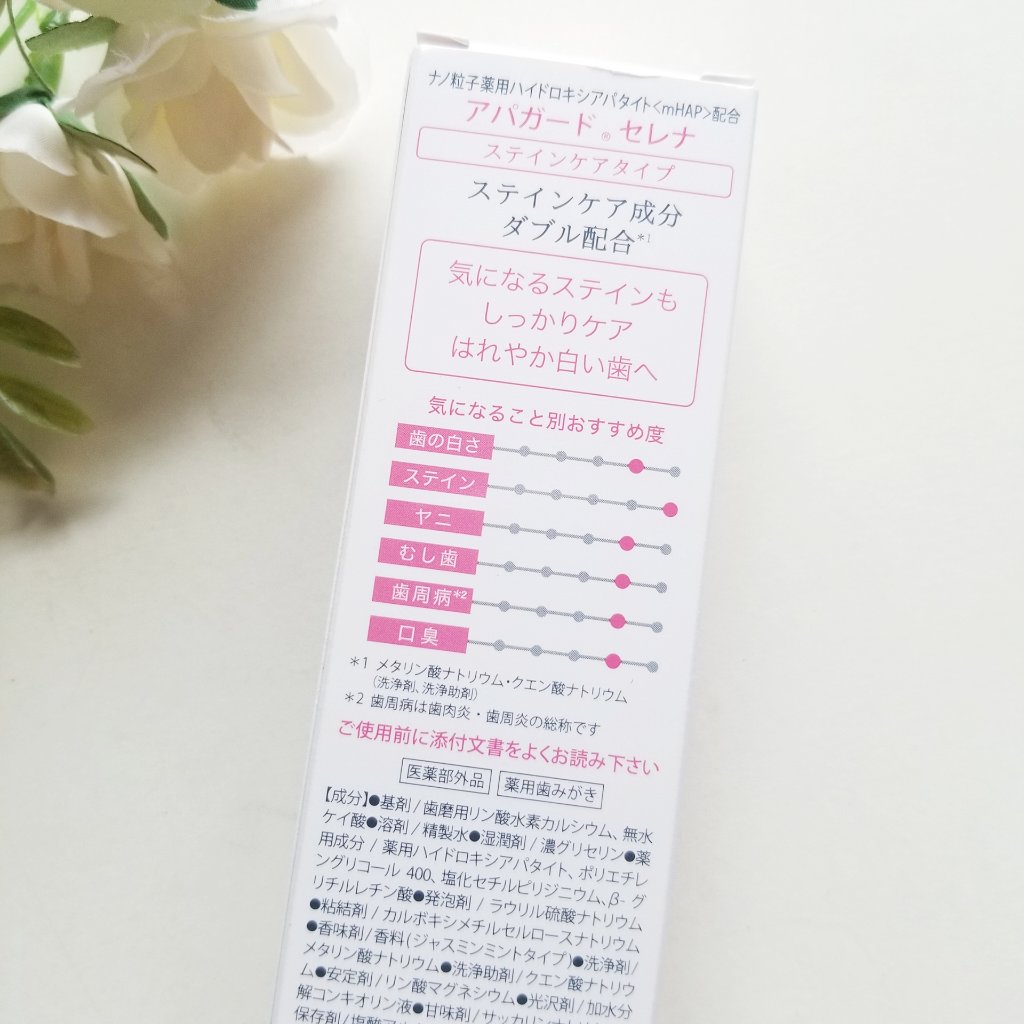 ナノ粒子薬用ハイドロキシアパタイト<mHAP>配合
アパガード®セレナ
ステインケアタイプ
ステインケア成分
ダブル配合*1
気になるステインも
しっかりケア
はれやか白い歯へ
気になること別おすすめ度
歯の白さ
ステイン
ヤニ
むし歯
歯周病*2
口臭
*1 メタリン酸ナトリウム・クエン酸ナトリウム
(洗浄剤、洗浄助剤)
*2 歯周病は歯肉炎・歯周炎の総称です
ご使用前に添付文書をよくお読み下さい
医薬部外品 薬用歯みがき
【成分】●基剤/歯磨用リン酸水素カルシウム、無水
ケイ酸●溶剤/精製水●湿潤剤/濃グリセリン●薬
用成分/薬用ハイドロキシアパタイト、ポリエチレ
ングリコール 400、塩化セチルピリジニウム、β-グ
リチルレチン酸●発泡剤/ラウリル硫酸ナトリウム
●粘結剤/カルボキシメチルセルロースナトリウム
●香味剤/香料(ジャスミンミントタイプ)●洗浄剤/
メタリン酸ナトリウム●洗浄助剤/クエン酸ナトリウ
ム●安定剤/リン酸マグネシウム●光沢剤/加水分
解コンキオリン液●甘味剤/サッカリンナトリ
保存剤/塩酸ア